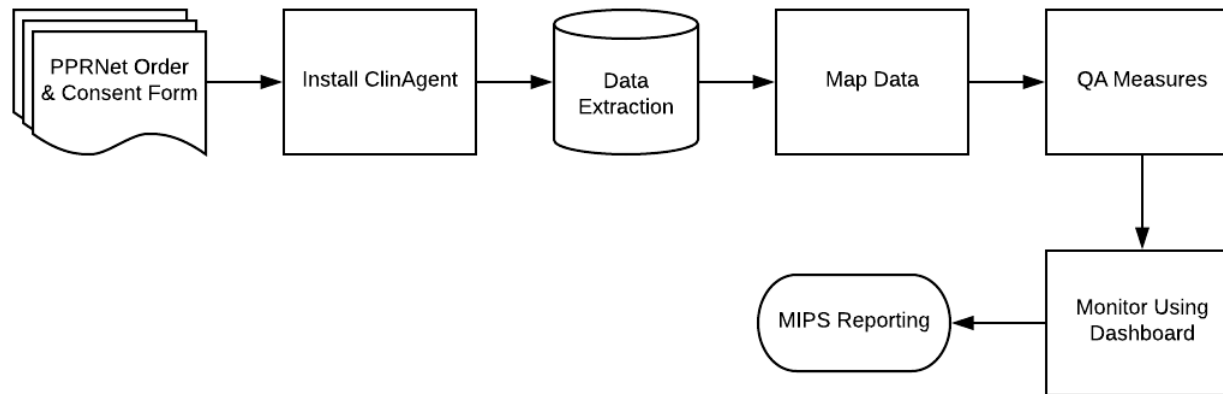 PPRNet Order
& Consent Form
Install ClinAgent
Data
Extraction
Map Data
QA Measures
Monitor Using
Dashboard
MIPS Reporting